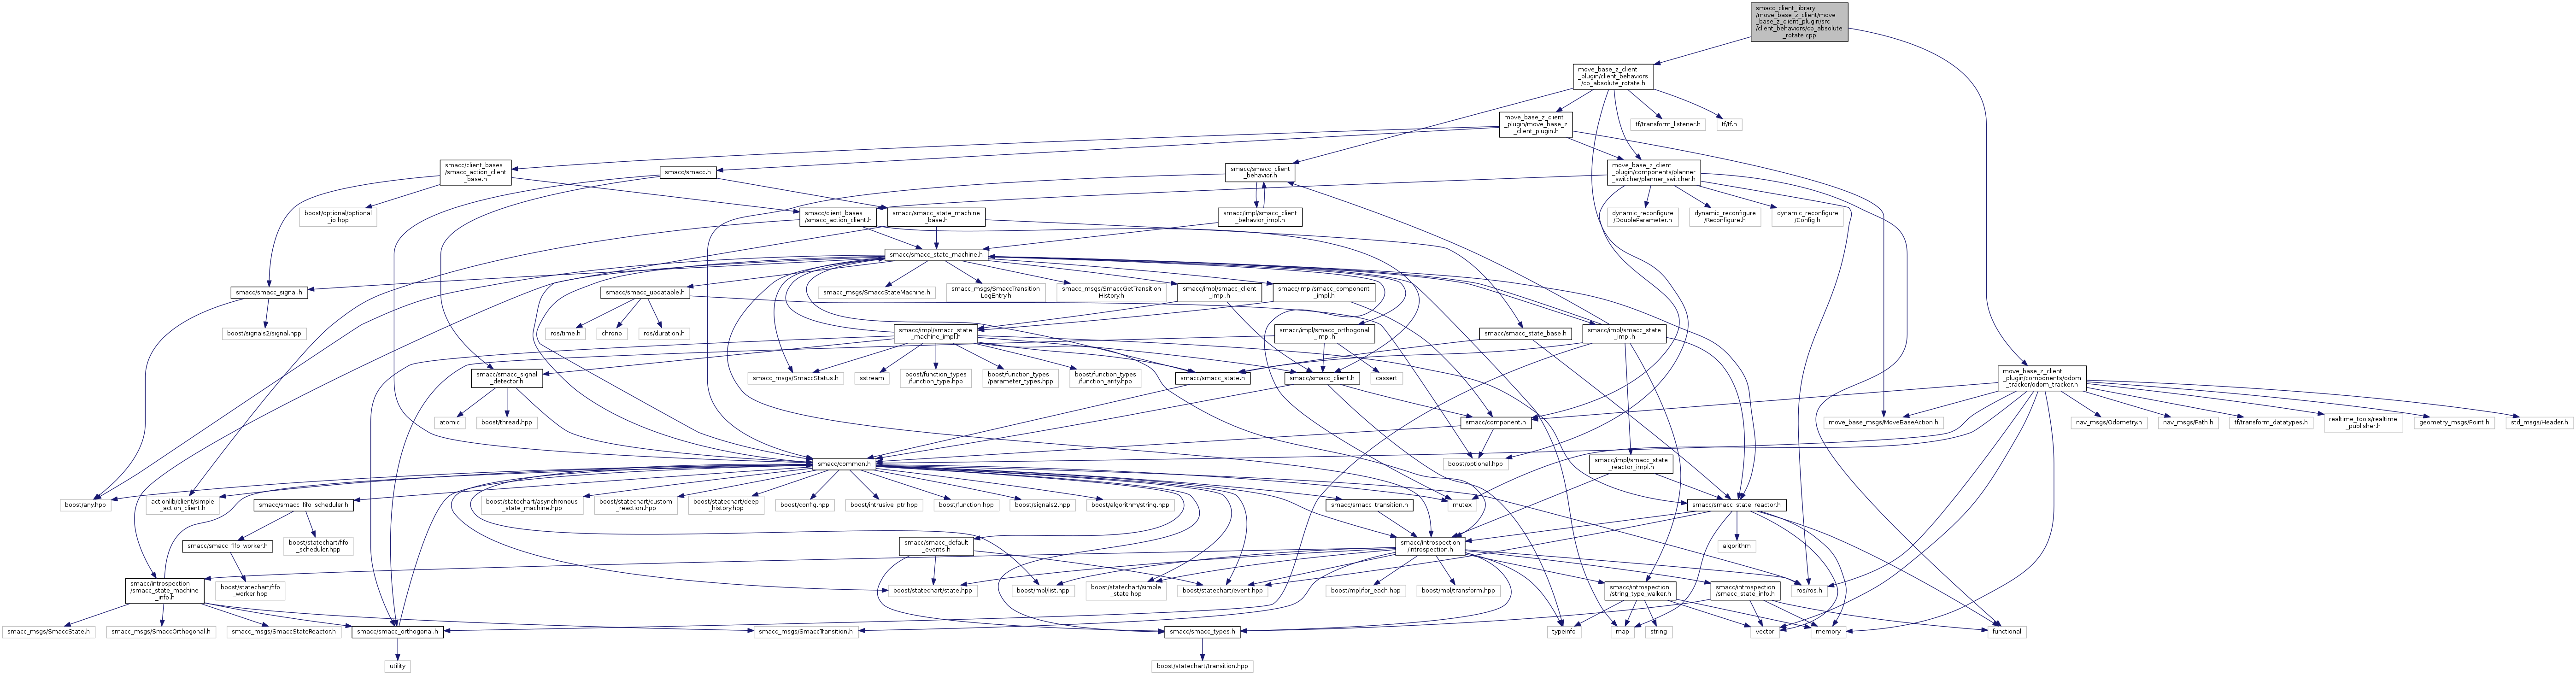 smacc_client_library
/move_base_z_client/move
_base_z_client_plugin/src
/client_behaviors/cb_absolute
_rotate.cpp
move_base_z_client
_plugin/client_behaviors
/cb_absolute_rotate.h
move_base_z_client
_plugin/move_base_z
_client_plugin.h
tf/transform_listener.h
tf/tf.h
smacc/client_bases
/smacc_action_client
_base.h
smacc/smacc.h
smacc/smacc_client
_behavior.h
move_base_z_client
_plugin/components/planner
_switcher/planner_switcher.h
boost/optional/optional
_io.hpp
smacc/client_bases
/smacc_action_client.h
smacc/smacc_state_machine
_base.h
smacc/impl/smacc_client
_behavior_impl.h
dynamic_reconfigure
/DoubleParameter.h
dynamic_reconfigure
/Reconfigure.h
dynamic_reconfigure
/Config.h
smacc/smacc_state_machine.h
smacc/smacc_signal.h
smacc/smacc_updatable.h
smacc_msgs/SmaccStateMachine.h
smacc_msgs/SmaccTransition
LogEntry.h
smacc_msgs/SmaccGetTransition
History.h
smacc/impl/smacc_client
_impl.h
smacc/impl/smacc_component
_impl.h
boost/signals2/signal.hpp
ros/time.h
chrono
ros/duration.h
smacc/impl/smacc_state
_machine_impl.h
smacc/impl/smacc_orthogonal
_impl.h
smacc/smacc_state_base.h
smacc/impl/smacc_state
_impl.h
smacc/smacc_signal
_detector.h
smacc_msgs/SmaccStatus.h
sstream
boost/function_types
/function_type.hpp
boost/function_types
/parameter_types.hpp
boost/function_types
/function_arity.hpp
smacc/smacc_state.h
smacc/smacc_client.h
cassert
move_base_z_client
_plugin/components/odom
_tracker/odom_tracker.h
atomic
boost/thread.hpp
smacc/component.h
move_base_msgs/MoveBaseAction.h
nav_msgs/Odometry.h
nav_msgs/Path.h
tf/transform_datatypes.h
realtime_tools/realtime
_publisher.h
geometry_msgs/Point.h
std_msgs/Header.h
smacc/common.h
boost/optional.hpp
smacc/impl/smacc_state
_reactor_impl.h
boost/any.hpp
actionlib/client/simple
_action_client.h
smacc/smacc_fifo_scheduler.h
boost/statechart/asynchronous
_state_machine.hpp
boost/statechart/custom
_reaction.hpp
boost/statechart/deep
_history.hpp
boost/config.hpp
boost/intrusive_ptr.hpp
boost/function.hpp
boost/signals2.hpp
boost/algorithm/string.hpp
smacc/smacc_transition.h
mutex
smacc/smacc_state_reactor.h
smacc/smacc_fifo_worker.h
boost/statechart/fifo
_scheduler.hpp
smacc/smacc_default
_events.h
smacc/introspection
/introspection.h
algorithm
smacc/introspection
/smacc_state_machine
_info.h
boost/statechart/fifo
_worker.hpp
boost/statechart/state.hpp
boost/mpl/list.hpp
boost/statechart/simple
_state.hpp
boost/statechart/event.hpp
boost/mpl/for_each.hpp
boost/mpl/transform.hpp
smacc/introspection
/string_type_walker.h
smacc/introspection
/smacc_state_info.h
ros/ros.h
smacc_msgs/SmaccState.h
smacc_msgs/SmaccOrthogonal.h
smacc_msgs/SmaccStateReactor.h
smacc/smacc_orthogonal.h
smacc_msgs/SmaccTransition.h
smacc/smacc_types.h
typeinfo
map
string
vector
memory
functional
utility
boost/statechart/transition.hpp